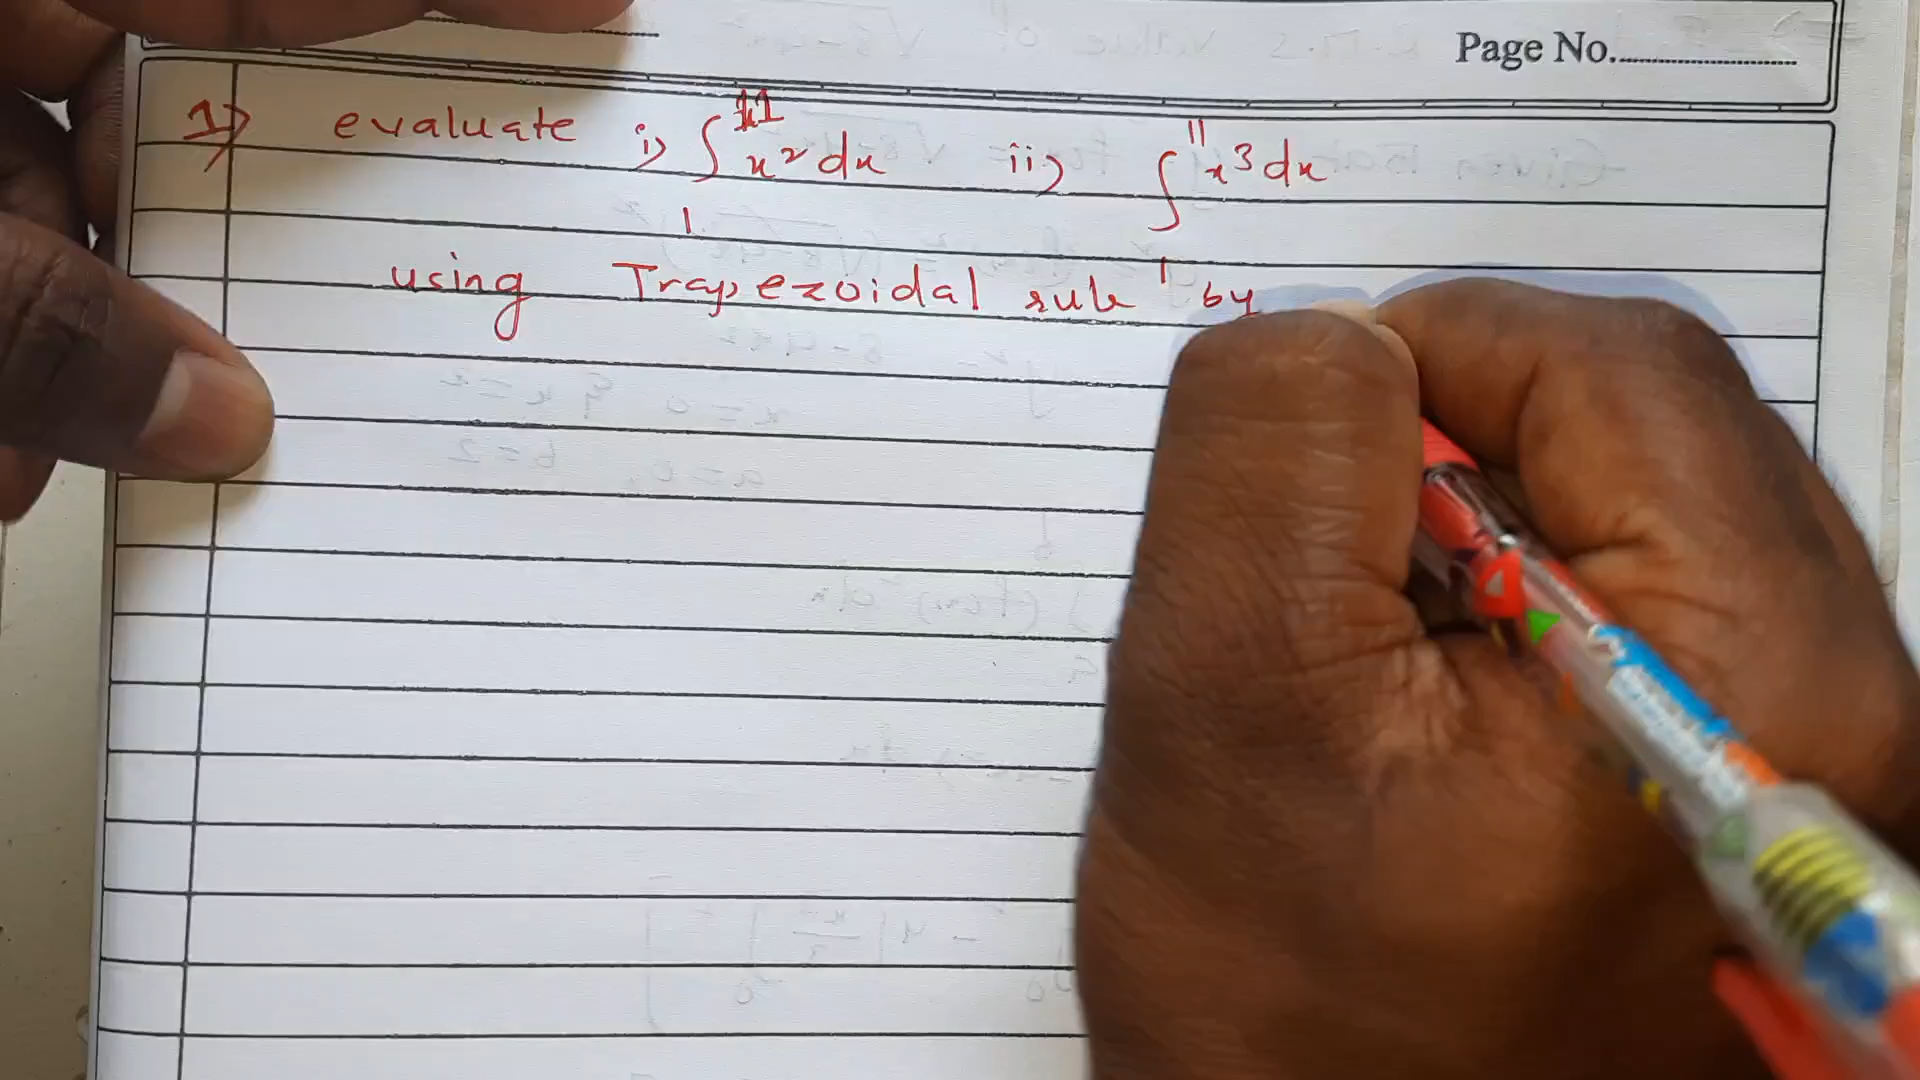 Page No.
1) evaluate i) ∫₁¹¹ x² dx ii) ∫₁¹¹ x³ dx
using Trapezoidal rule by